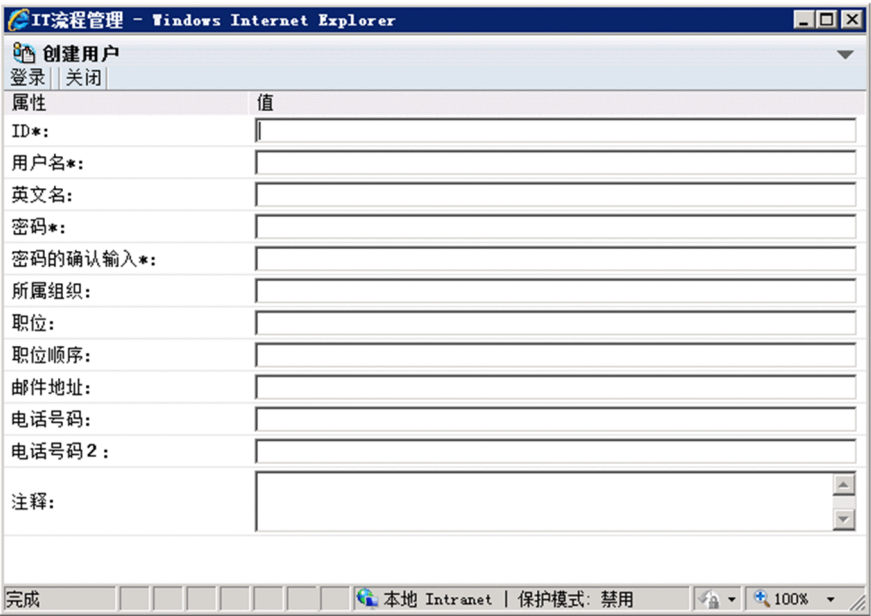 IT流程管理 - Windows Internet Explorer
创建用户
登录 关闭
属性 值
ID*:
用户名*:
英文名:
密码*:
密码的确认输入*:
所属组织:
职位:
职位顺序:
邮件地址:
电话号码:
电话号码2:
注释:
完成 本地 Intranet | 保护模式: 禁用 100%